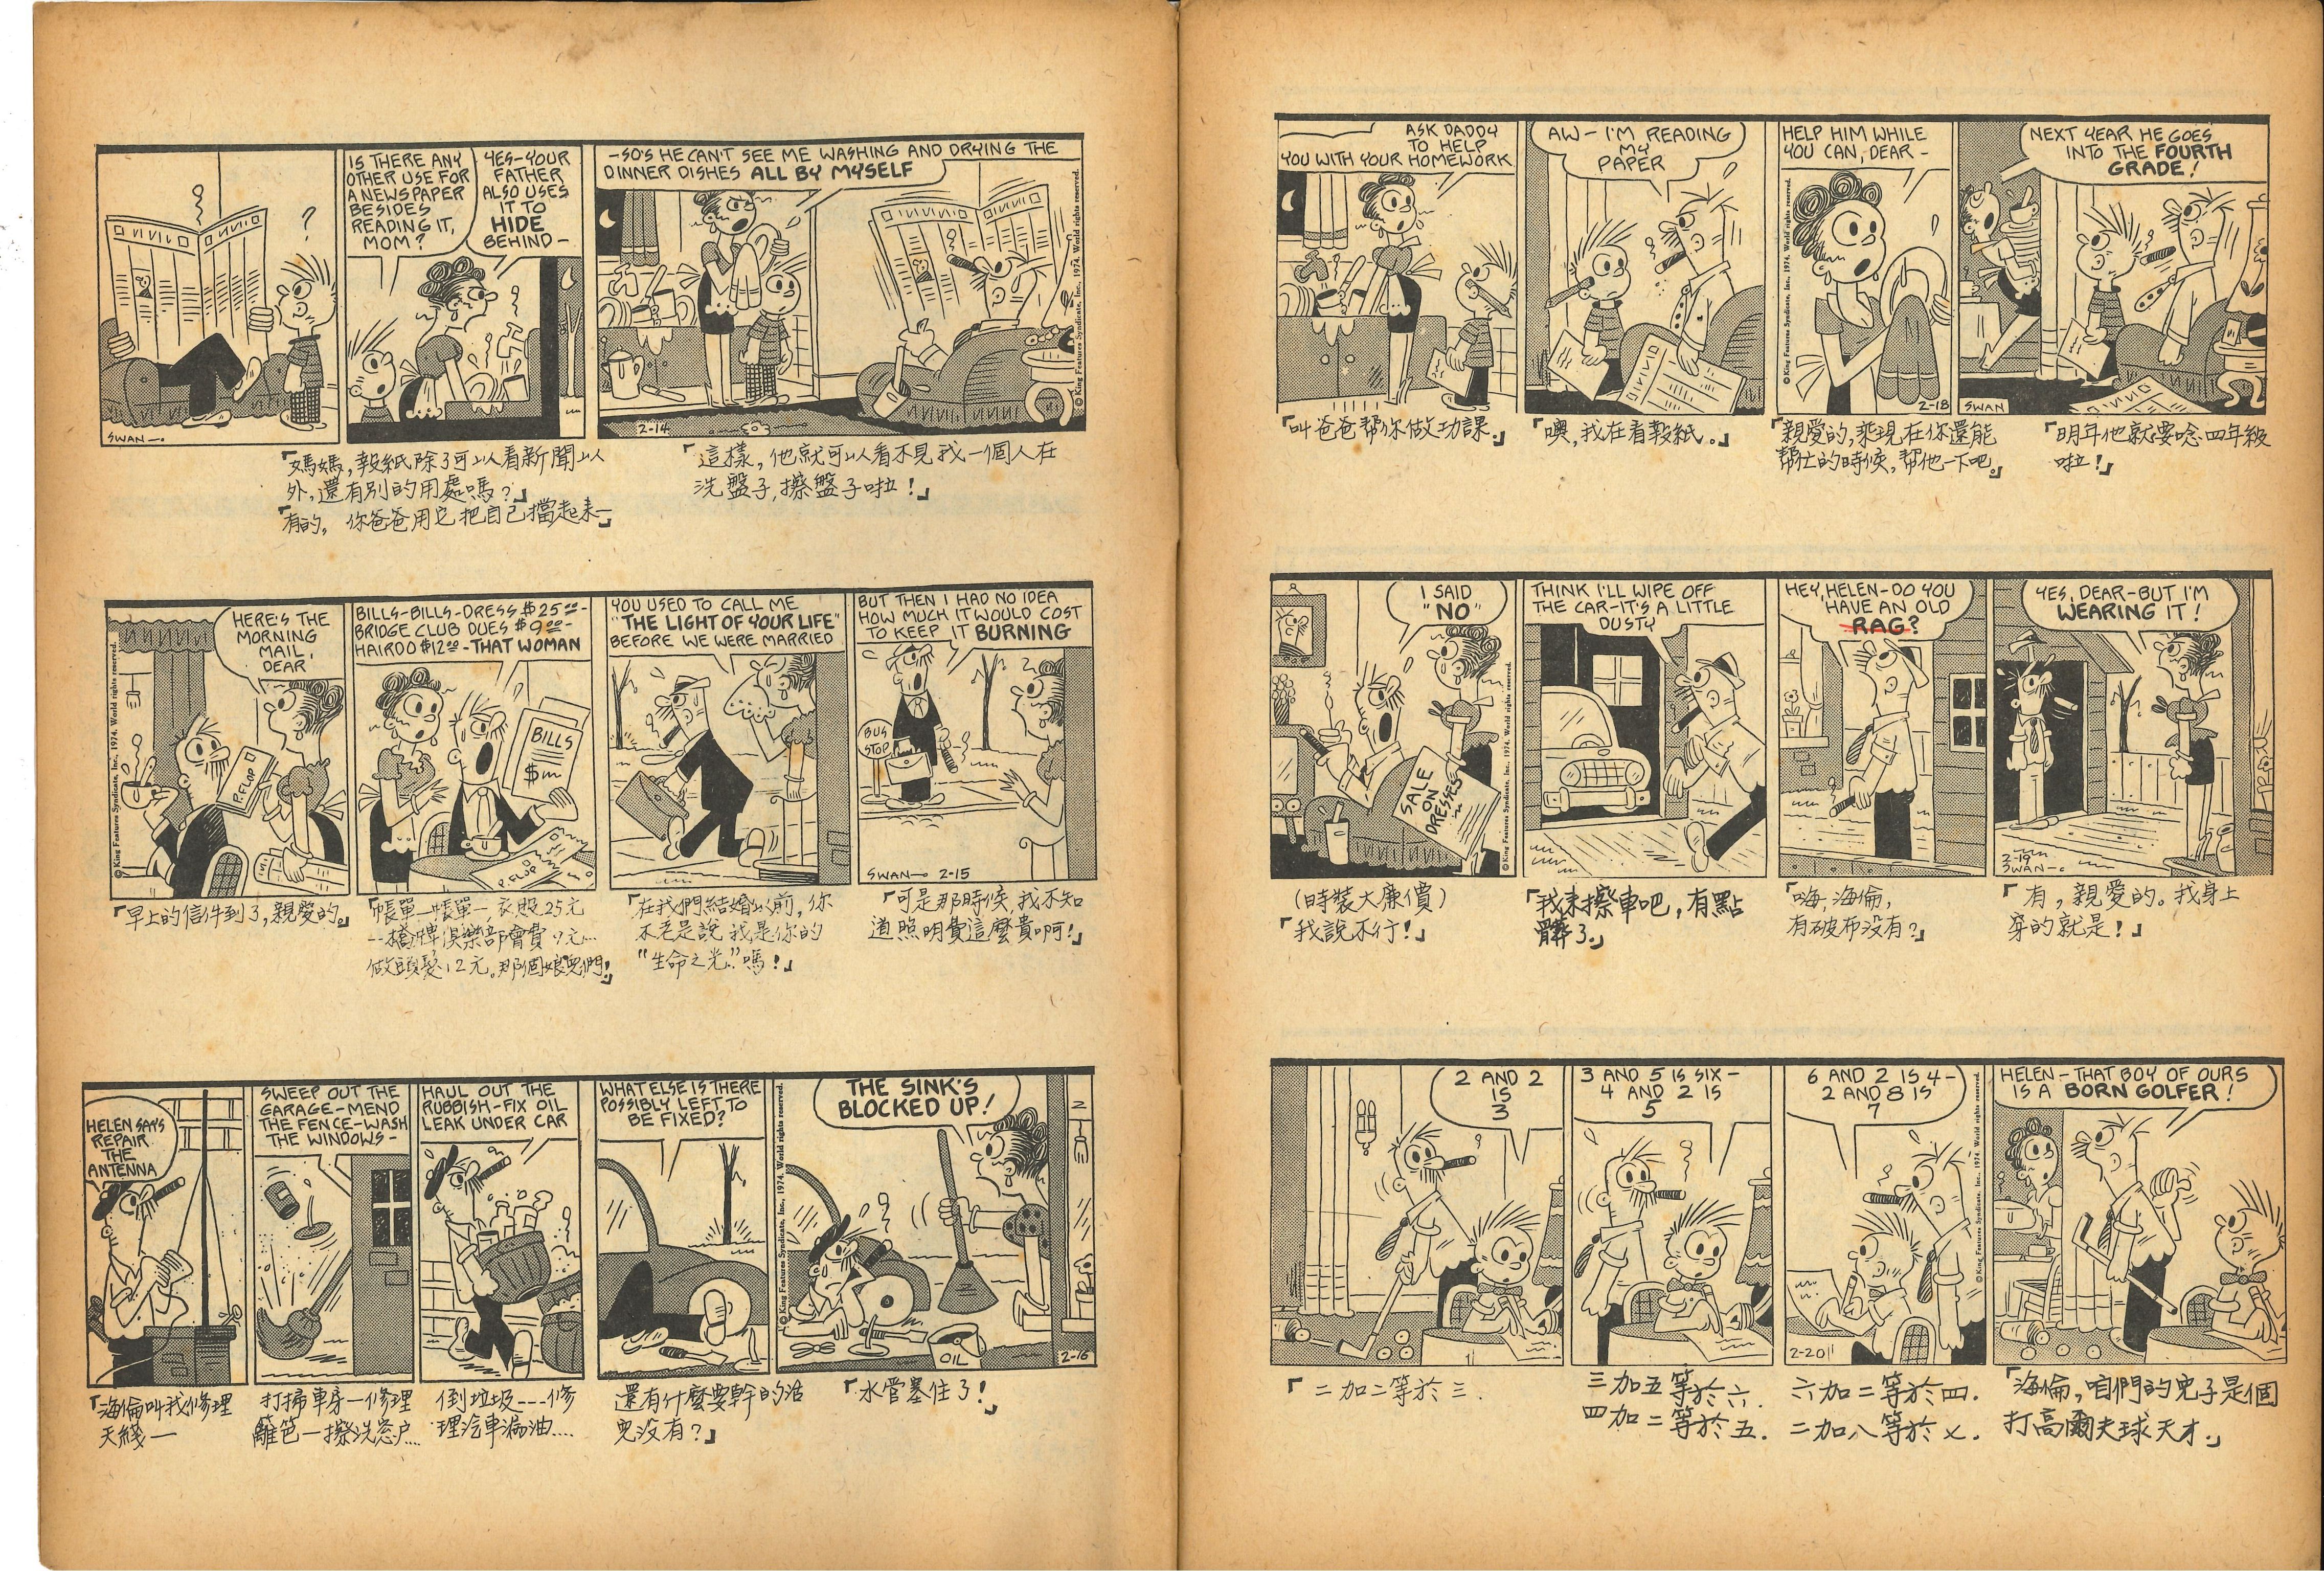 IS THERE ANY
OTHER USE FOR
A NEWSPAPER
BESIDES
READING IT,
MOM?
YES-YOUR
FATHER
ALSO USES
IT TO
HIDE
BEHIND-
-SO'S HE CAN'T SEE ME WASHING AND DRYING THE
DINNER DISHES ALL BY MYSELF
?
SWAN
2-14
© King Features Syndicate, Inc., 1974. World rights reserved.
「媽媽,報紙除了可以看新聞以
外,還有別的用處嗎?」
「有的,你爸爸用它把自己擋起來—」
「這樣,他就可以看不見我一個人在
洗盤子,擦盤子啦!」
HERE'S THE
MORNING
MAIL,
DEAR
P. FLOP
© King Features Syndicate, Inc., 1974. World rights reserved.
BILLS-BILLS-DRESS $25.00-
BRIDGE CLUB DUES $9.00-
HAIRDO $12.00-THAT WOMAN
BILLS
$
P. FLOP
YOU USED TO CALL ME
"THE LIGHT OF YOUR LIFE"
BEFORE WE WERE MARRIED
BUT THEN I HAD NO IDEA
HOW MUCH IT WOULD COST
TO KEEP IT BURNING
BUS
STOP
SWAN 2-15
「早上的信件到了,親愛的。」
「帳單—帳單—,衣服25元
--橋牌俱樂部會費9元...
做頭髮12元。那個娘兒們!」
「在我們結婚以前,你
不老是說我是你的
"生命之光"嗎!」
「可是那時候,我不知
道照明費這麼貴啊!」
HELEN SAYS
REPAIR
THE
ANTENNA
SWEEP OUT THE
GARAGE-MEND
THE FENCE-WASH
THE WINDOWS-
HAUL OUT THE
RUBBISH-FIX OIL
LEAK UNDER CAR
WHAT ELSE IS THERE
POSSIBLY LEFT TO
BE FIXED?
THE SINK'S
BLOCKED UP!
OIL
2-16
© King Features Syndicate, Inc., 1974. World rights reserved.
「海倫叫我修理
天綫—
打掃車房—修理
籬笆—擦洗窓户...
倒垃圾---修
理汽車漏油....
還有什麼要幹的活
兒没有?」
「水管塞住了!」
ASK DADDY
TO HELP
YOU WITH YOUR HOMEWORK
AW-I'M READING
MY
PAPER
HELP HIM WHILE
YOU CAN, DEAR-
2-18
© King Features Syndicate, Inc., 1974. World rights reserved.
NEXT YEAR HE GOES
INTO THE FOURTH
GRADE!
SWAN
「叫爸爸帮你做功課。」
「噢,我在看報紙。」
「親愛的,乘現在你還能
帮忙的時候,帮他一下吧。」
「明年他就要唸四年級
啦!」
I SAID
"NO"
SALE
ON
DRESSES
© King Features Syndicate, Inc., 1974. World rights reserved.
THINK I'LL WIPE OFF
THE CAR-IT'S A LITTLE
DUSTY
HEY, HELEN-DO YOU
HAVE AN OLD
RAG?
YES, DEAR-BUT I'M
WEARING IT!
2-19
SWAN
(時裝大廉價)
「我說不行!」
「我来擦車吧,有點
髒了。」
「嗨,海倫,
有破布没有?」
「有,親愛的。我身上
穿的就是!」
2 AND 2
IS
3
3 AND 5 IS SIX-
4 AND 2 IS
5
6 AND 2 IS 4-
2 AND 8 IS
7
2-20
© King Features Syndicate, Inc., 1974. World rights reserved.
HELEN-THAT BOY OF OURS
IS A BORN GOLFER!
「二加二等於三.
三加五等於六.
四加二等於五.
六加二等於四.
二加八等於七.
「海倫,咱們的兒子是個
打高爾夫球天才.」